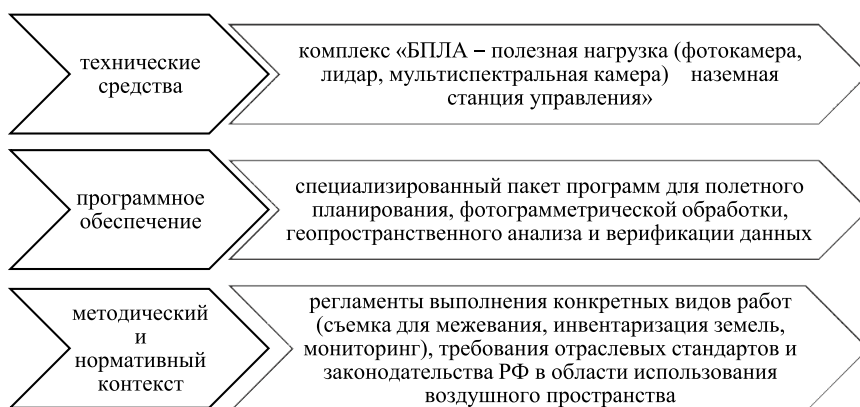 технические
средства
комплекс «БПЛА – полезная нагрузка (фотокамера,
лидар, мультиспектральная камера) наземная
станция управления»
программное
обеспечение
специализированный пакет программ для полетного
планирования, фотограмметрической обработки,
геопространственного анализа и верификации данных
методический
и
нормативный
контекст
регламенты выполнения конкретных видов работ
(съемка для межевания, инвентаризация земель,
мониторинг), требования отраслевых стандартов и
законодательства РФ в области использования
воздушного пространства